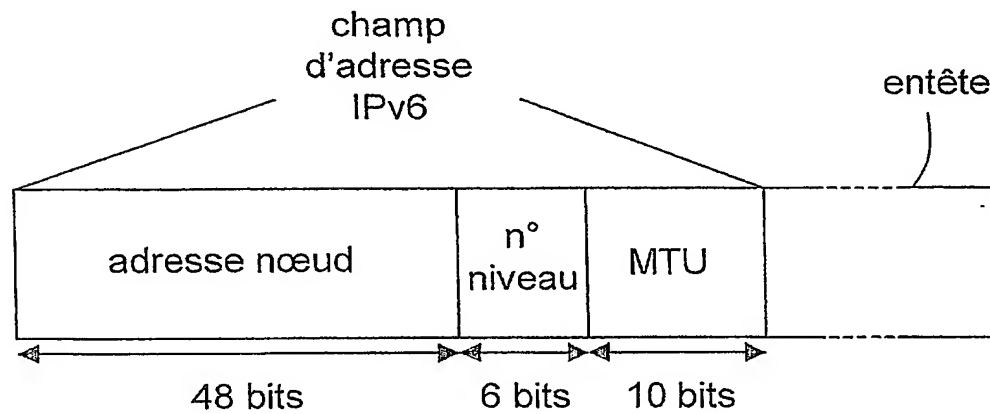 champ
d'adresse
IPv6
entête
adresse nœud
n°
niveau
MTU
48 bits
6 bits
10 bits